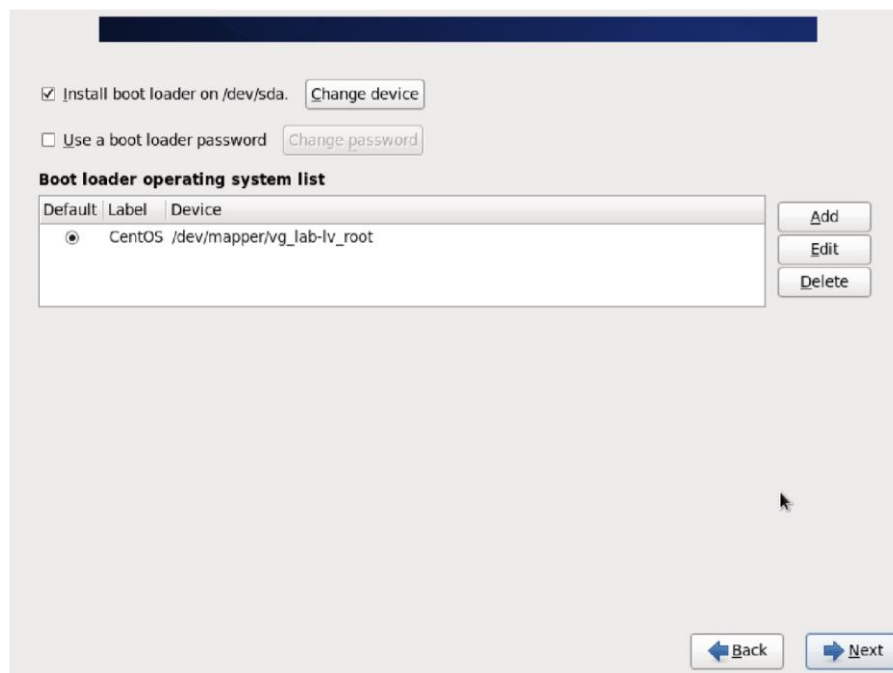 Install boot loader on /dev/sda. Change device
Use a boot loader password Change password
Boot loader operating system list
Default Label Device
CentOS /dev/mapper/vg_lab-lv_root
Add
Edit
Delete
Back Next